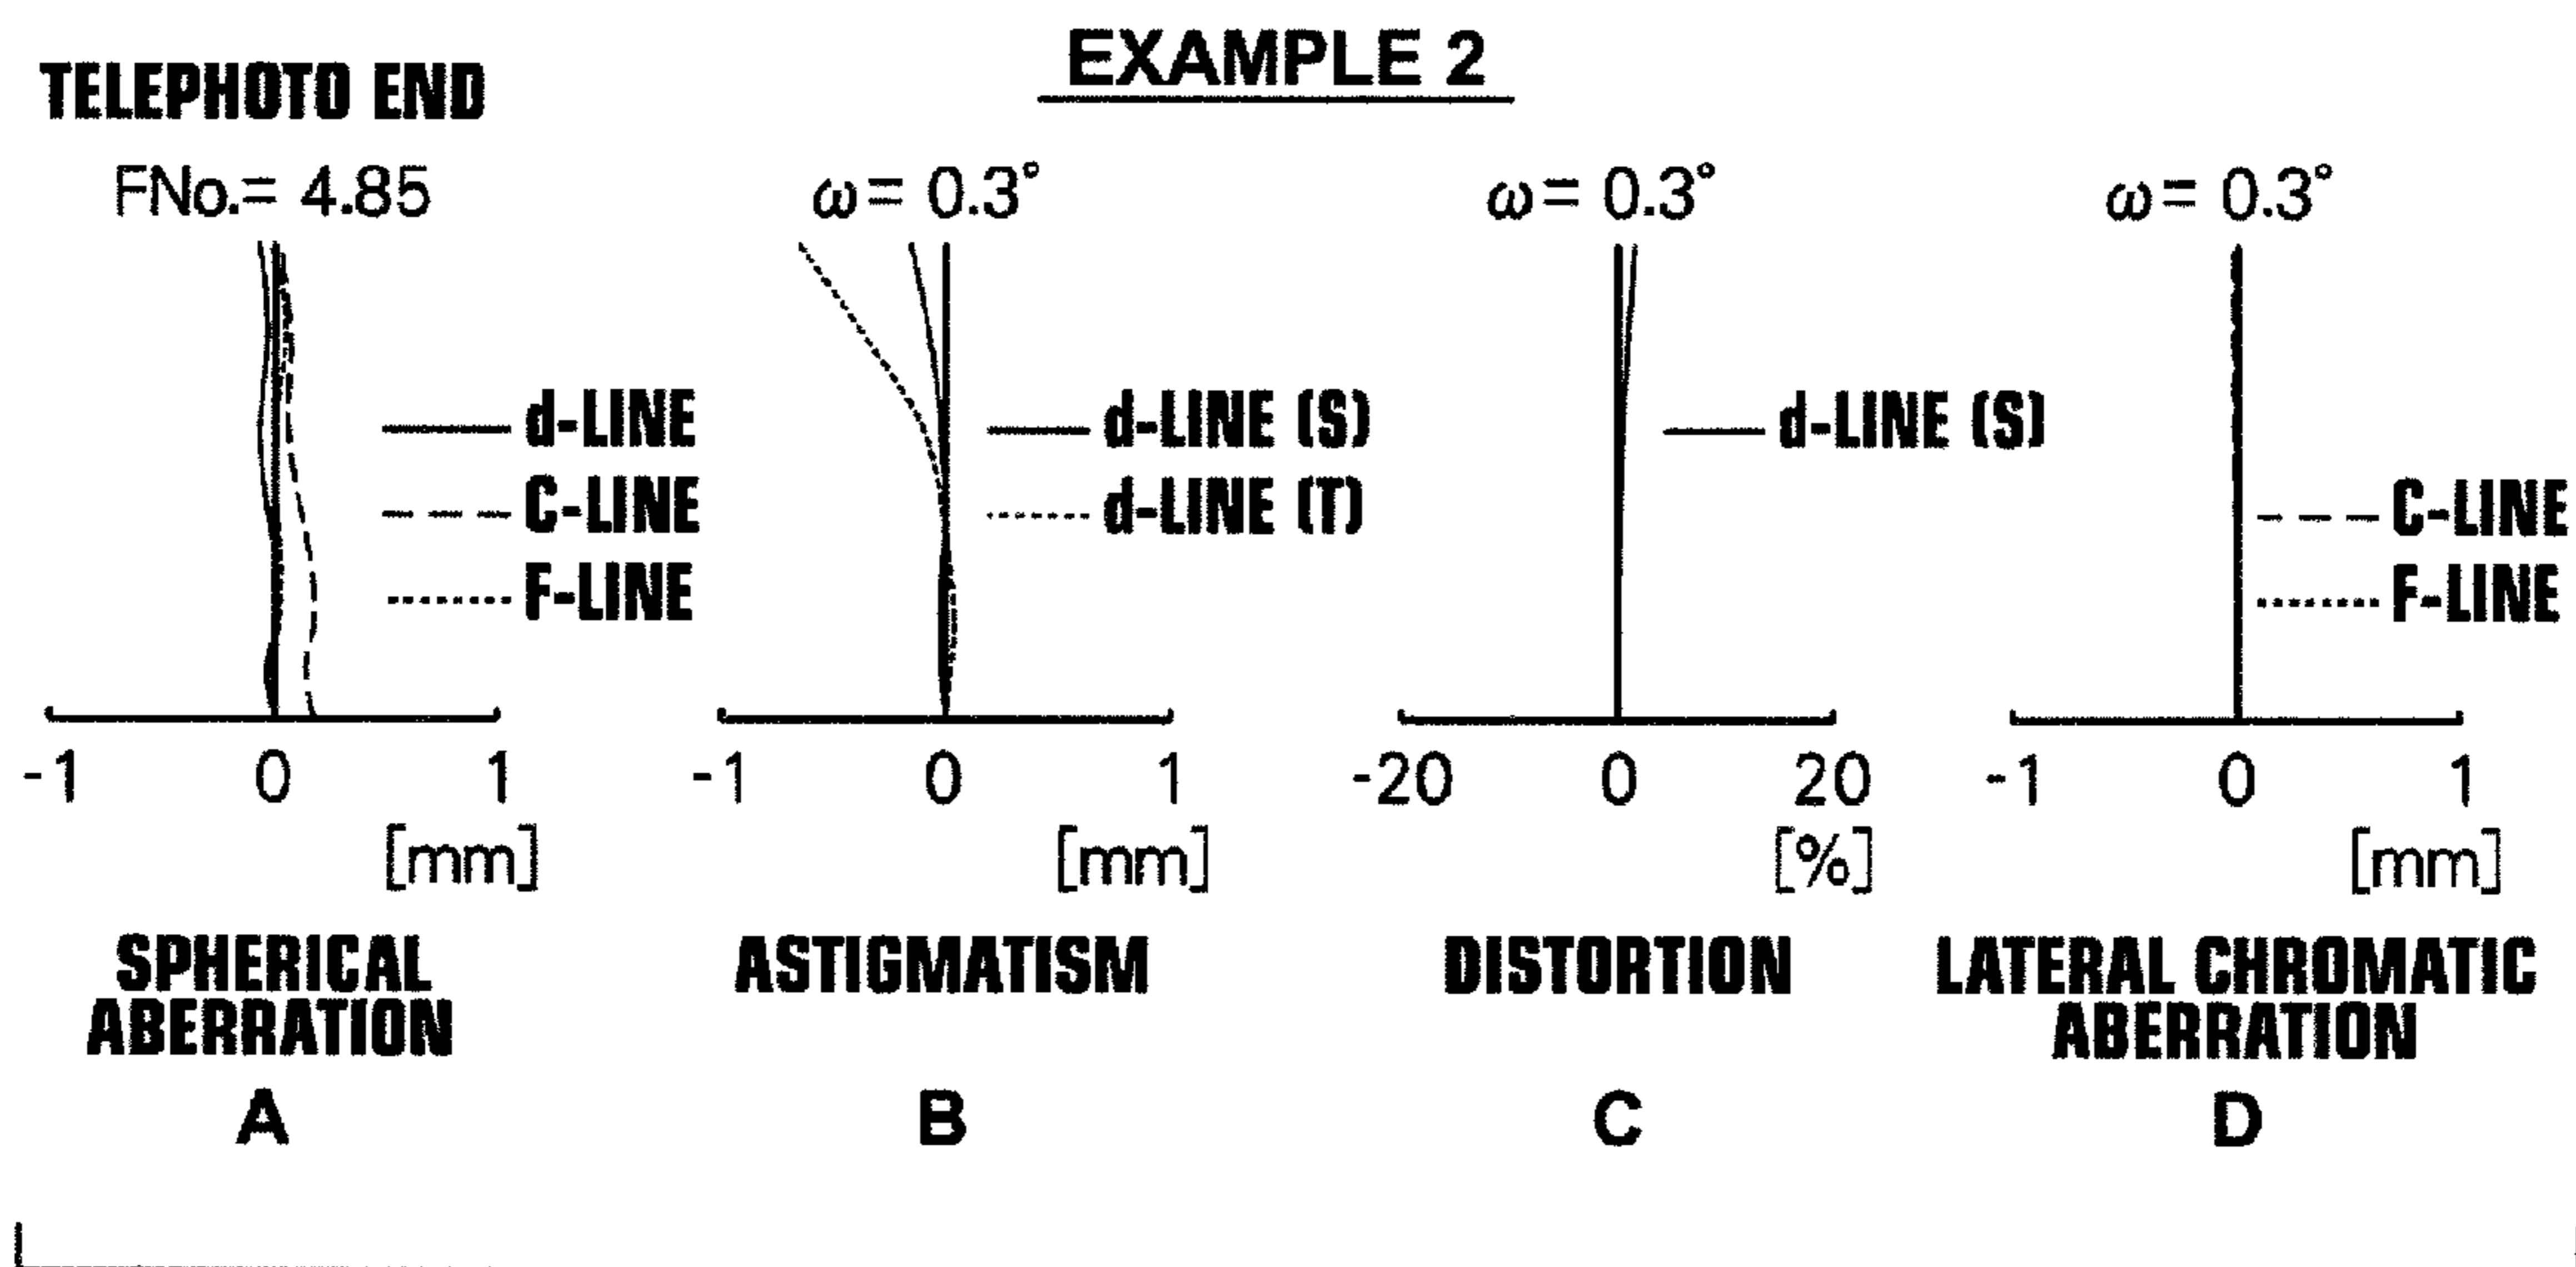 EXAMPLE 2
TELEPHOTO END
FNo.= 4.85
ω= 0.3°
ω= 0.3°
ω= 0.3°
d-LINE
C-LINE
F-LINE
d-LINE (S)
d-LINE (T)
d-LINE (S)
C-LINE
F-LINE
-1 0 1
[mm]
-1 0 1
[mm]
-20 0 20
[%]
-1 0 1
[mm]
SPHERICAL
ABERRATION
ASTIGMATISM
DISTORTION
LATERAL CHROMATIC
ABERRATION
A
B
C
D